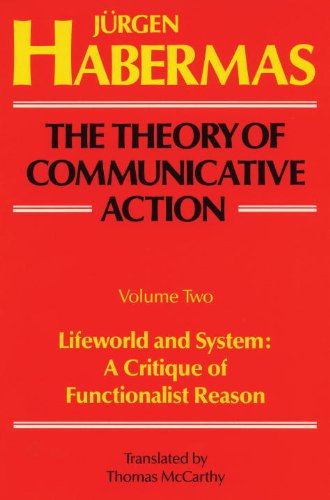 JÜRGEN
HABERMAS
THE THEORY OF
COMMUNICATIVE
ACTION
Volume Two
Lifeworld and System:
A Critique of
Functionalist Reason
Translated by
Thomas McCarthy